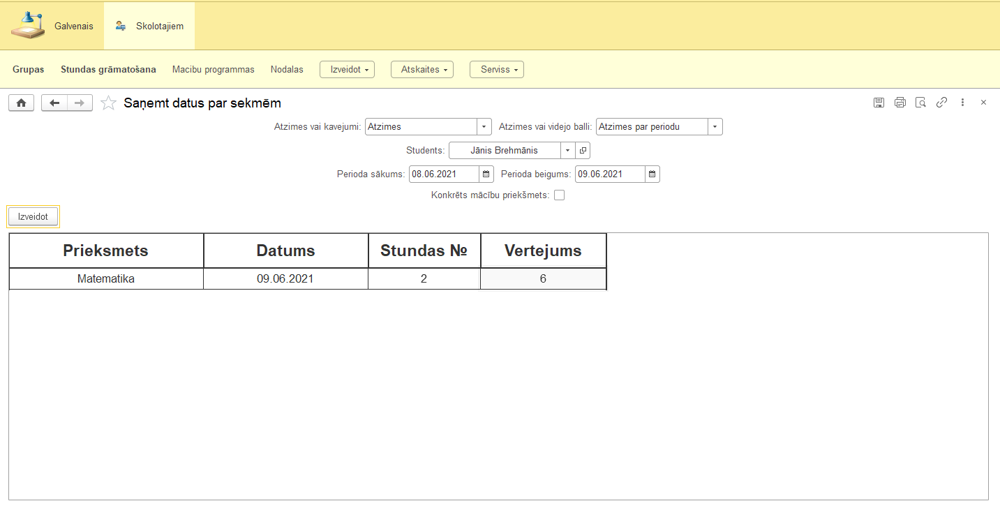 Galvenais Skolotajiem
Grupas Stundas grāmatošana Macibu programmas Nodalas Izveidot Atskaites Serviss
Saņemt datus par sekmēm
Atzimes vai kavejumi: Atzimes Atzimes vai videjo balli: Atzimes par periodu
Students: Jānis Brehmānis
Perioda sākums: 08.06.2021 Perioda beigums: 09.06.2021
Konkrēts mācību priekšmets:
Izveidot
Prieksmets Datums Stundas № Vertejums
Matematika 09.06.2021 2 6